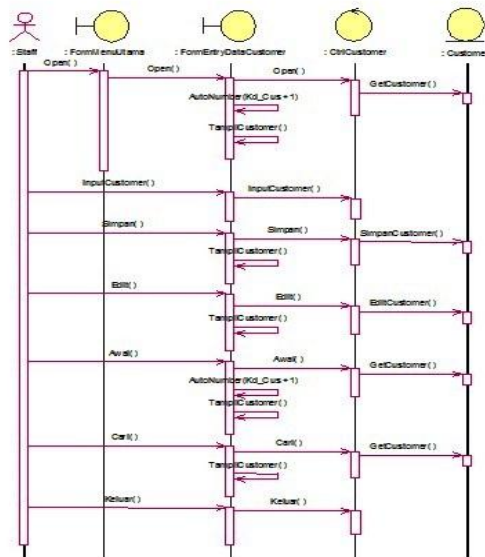 : Staff
: FormMenuUtama
: FormEntryDataCustomer
: CtrlCustomer
: Custome
Open( )
Open( )
Open( )
GetCustomer( )
AutoNumber(Kd_Cus + 1)
TampilCustomer( )
InputCustomer( )
InputCustomer( )
Simpan( )
Simpan( )
SimpanCustomer( )
TampilCustomer( )
Edit( )
Edit( )
EditCustomer( )
TampilCustomer( )
Awal( )
Awal( )
GetCustomer( )
AutoNumber(Kd_Cus + 1)
TampilCustomer( )
Cari( )
Cari( )
GetCustomer( )
TampilCustomer( )
Keluar( )
Keluar( )